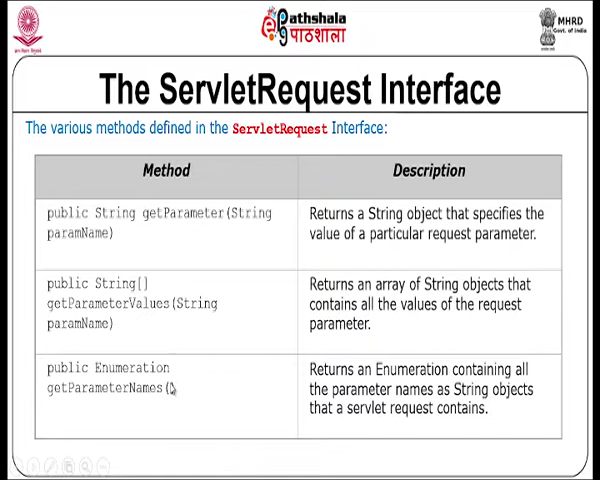 Pathshala
पाठशाला
MHRD
Govt. of India
The ServletRequest Interface
The various methods defined in the ServletRequest Interface:
Method
Description
public String getParameter(String
paramName)
Returns a String object that specifies the
value of a particular request parameter.
public String[]
getParameterValues(String
paramName)
Returns an array of String objects that
contains all the values of the request
parameter.
public Enumeration
getParameterNames(
Returns an Enumeration containing all
the parameter names as String objects
that a servlet request contains.